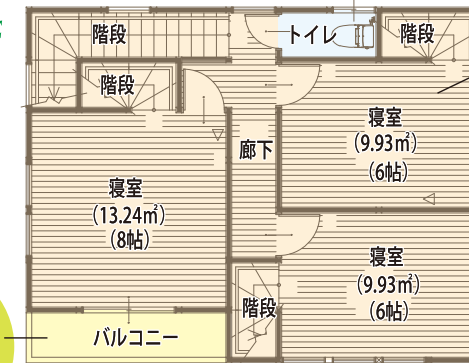 階段
トイレ
階段
階段
寝室
(9.93㎡)
(6帖)
廊下
寝室
(13.24㎡)
(8帖)
寝室
(9.93㎡)
(6帖)
階段
バルコニー